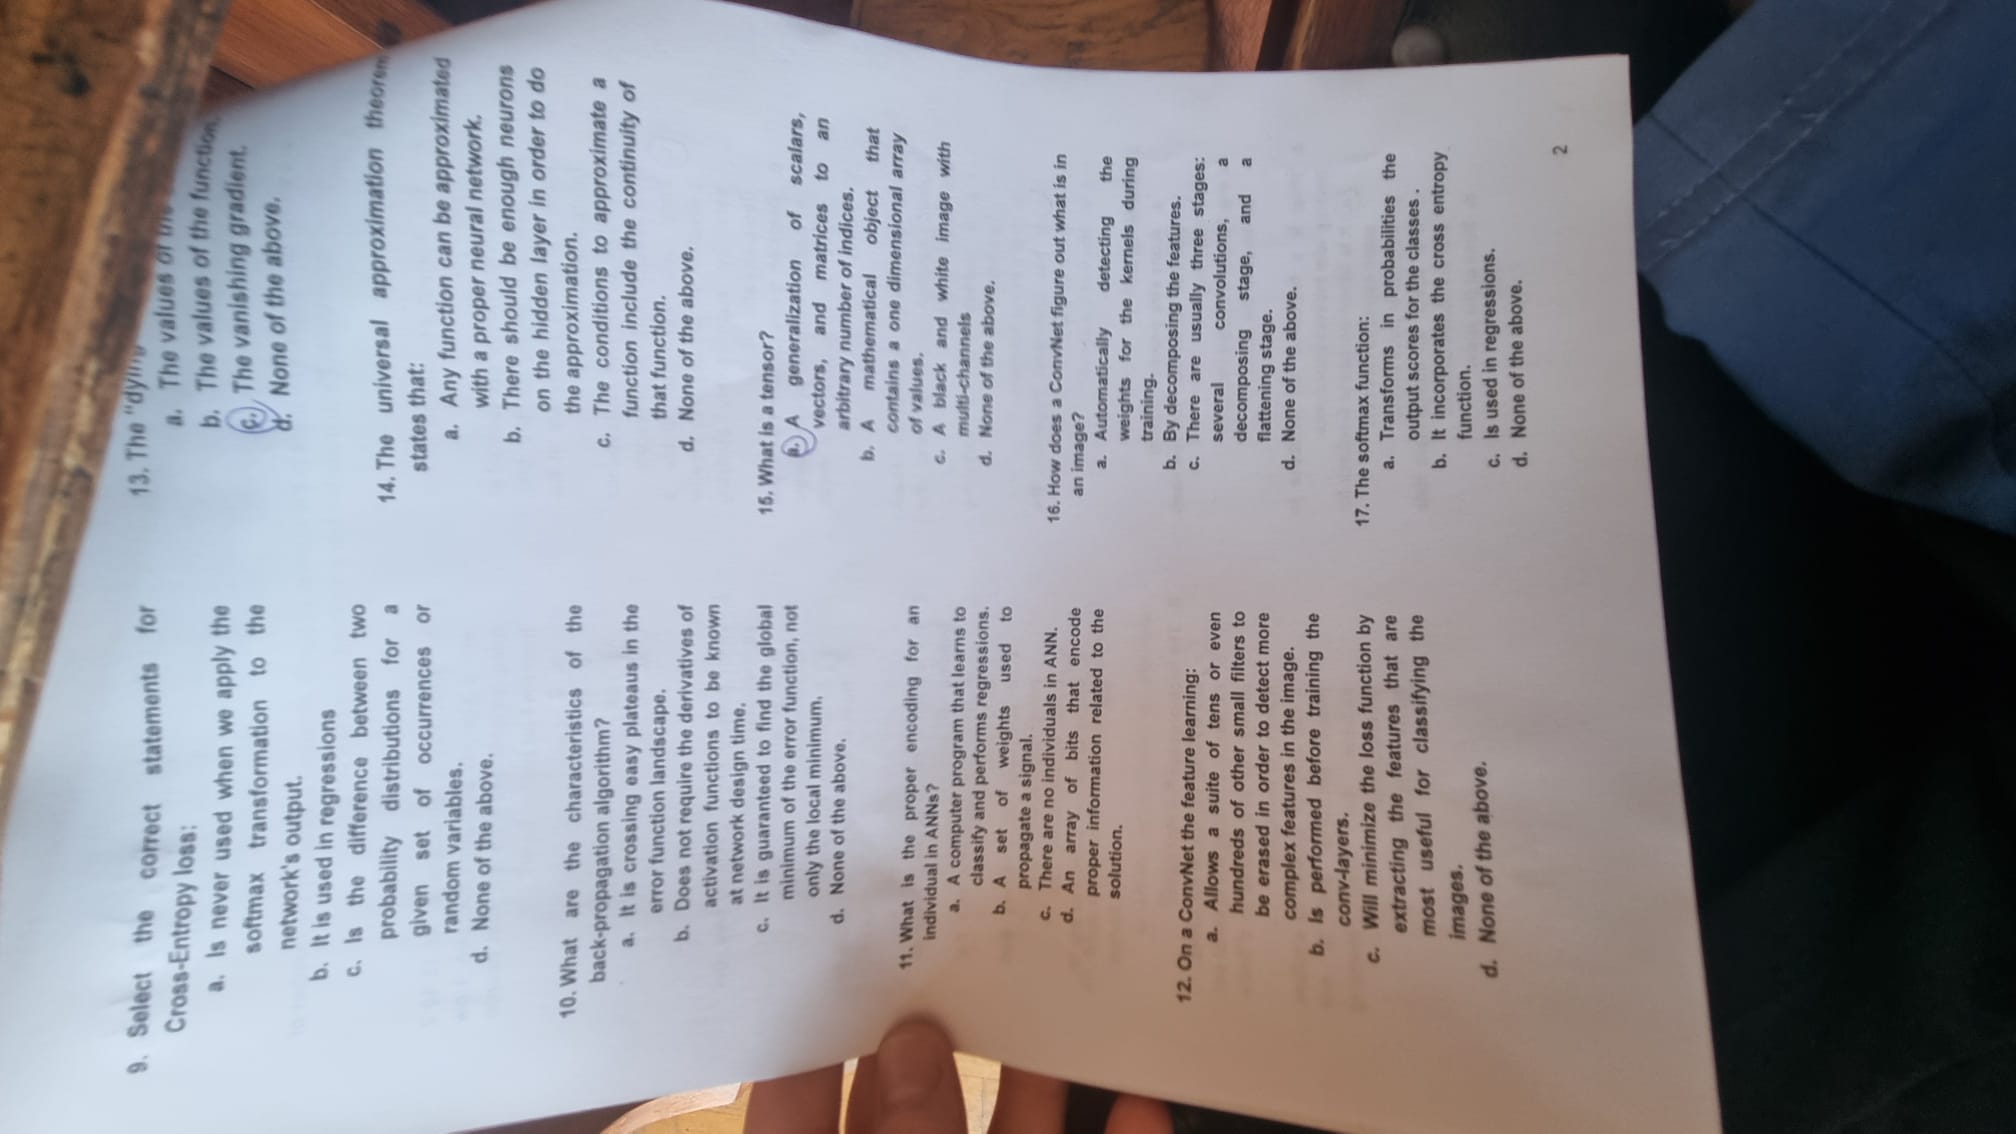 9. Select the correct statements for
Cross-Entropy loss:
a. Is never used when we apply the
softmax transformation to the
network's output.
b. It is used in regressions
c. Is the difference between two
probability distributions for a
given set of occurrences or
random variables.
d. None of the above.
10. What are the characteristics of the
back-propagation algorithm?
a. It is crossing easy plateaus in the
error function landscape.
b. Does not require the derivatives of
activation functions to be known
at network design time.
c. It is guaranteed to find the global
minimum of the error function, not
only the local minimum.
d. None of the above.
11. What is the proper encoding for an
individual in ANNs?
a. A computer program that learns to
classify and performs regressions.
b. A set of weights used to
propagate a signal.
c. There are no individuals in ANN.
d. An array of bits that encode
proper information related to the
solution.
12. On a ConvNet the feature learning:
a. Allows a suite of tens or even
hundreds of other small filters to
be erased in order to detect more
complex features in the image.
b. Is performed before training the
conv-layers.
c. Will minimize the loss function by
extracting the features that are
most useful for classifying the
images.
d. None of the above.
13. The "dying
a. The values of the
b. The values of the function.
c. The vanishing gradient.
d. None of the above.
14. The universal approximation theorem
states that:
a. Any function can be approximated
with a proper neural network.
b. There should be enough neurons
on the hidden layer in order to do
the approximation.
c. The conditions to approximate a
function include the continuity of
that function.
d. None of the above.
15. What is a tensor?
a. A generalization of scalars,
vectors, and matrices to an
arbitrary number of indices.
b. A mathematical object that
contains a one dimensional array
of values.
c. A black and white image with
multi-channels
d. None of the above.
16. How does a ConvNet figure out what is in
an image?
a. Automatically detecting the
weights for the kernels during
training.
b. By decomposing the features.
c. There are usually three stages:
several convolutions, a
decomposing stage, and a
flattening stage.
d. None of the above.
17. The softmax function:
a. Transforms in probabilities the
output scores for the classes.
b. It incorporates the cross entropy
function.
c. Is used in regressions.
d. None of the above.
2